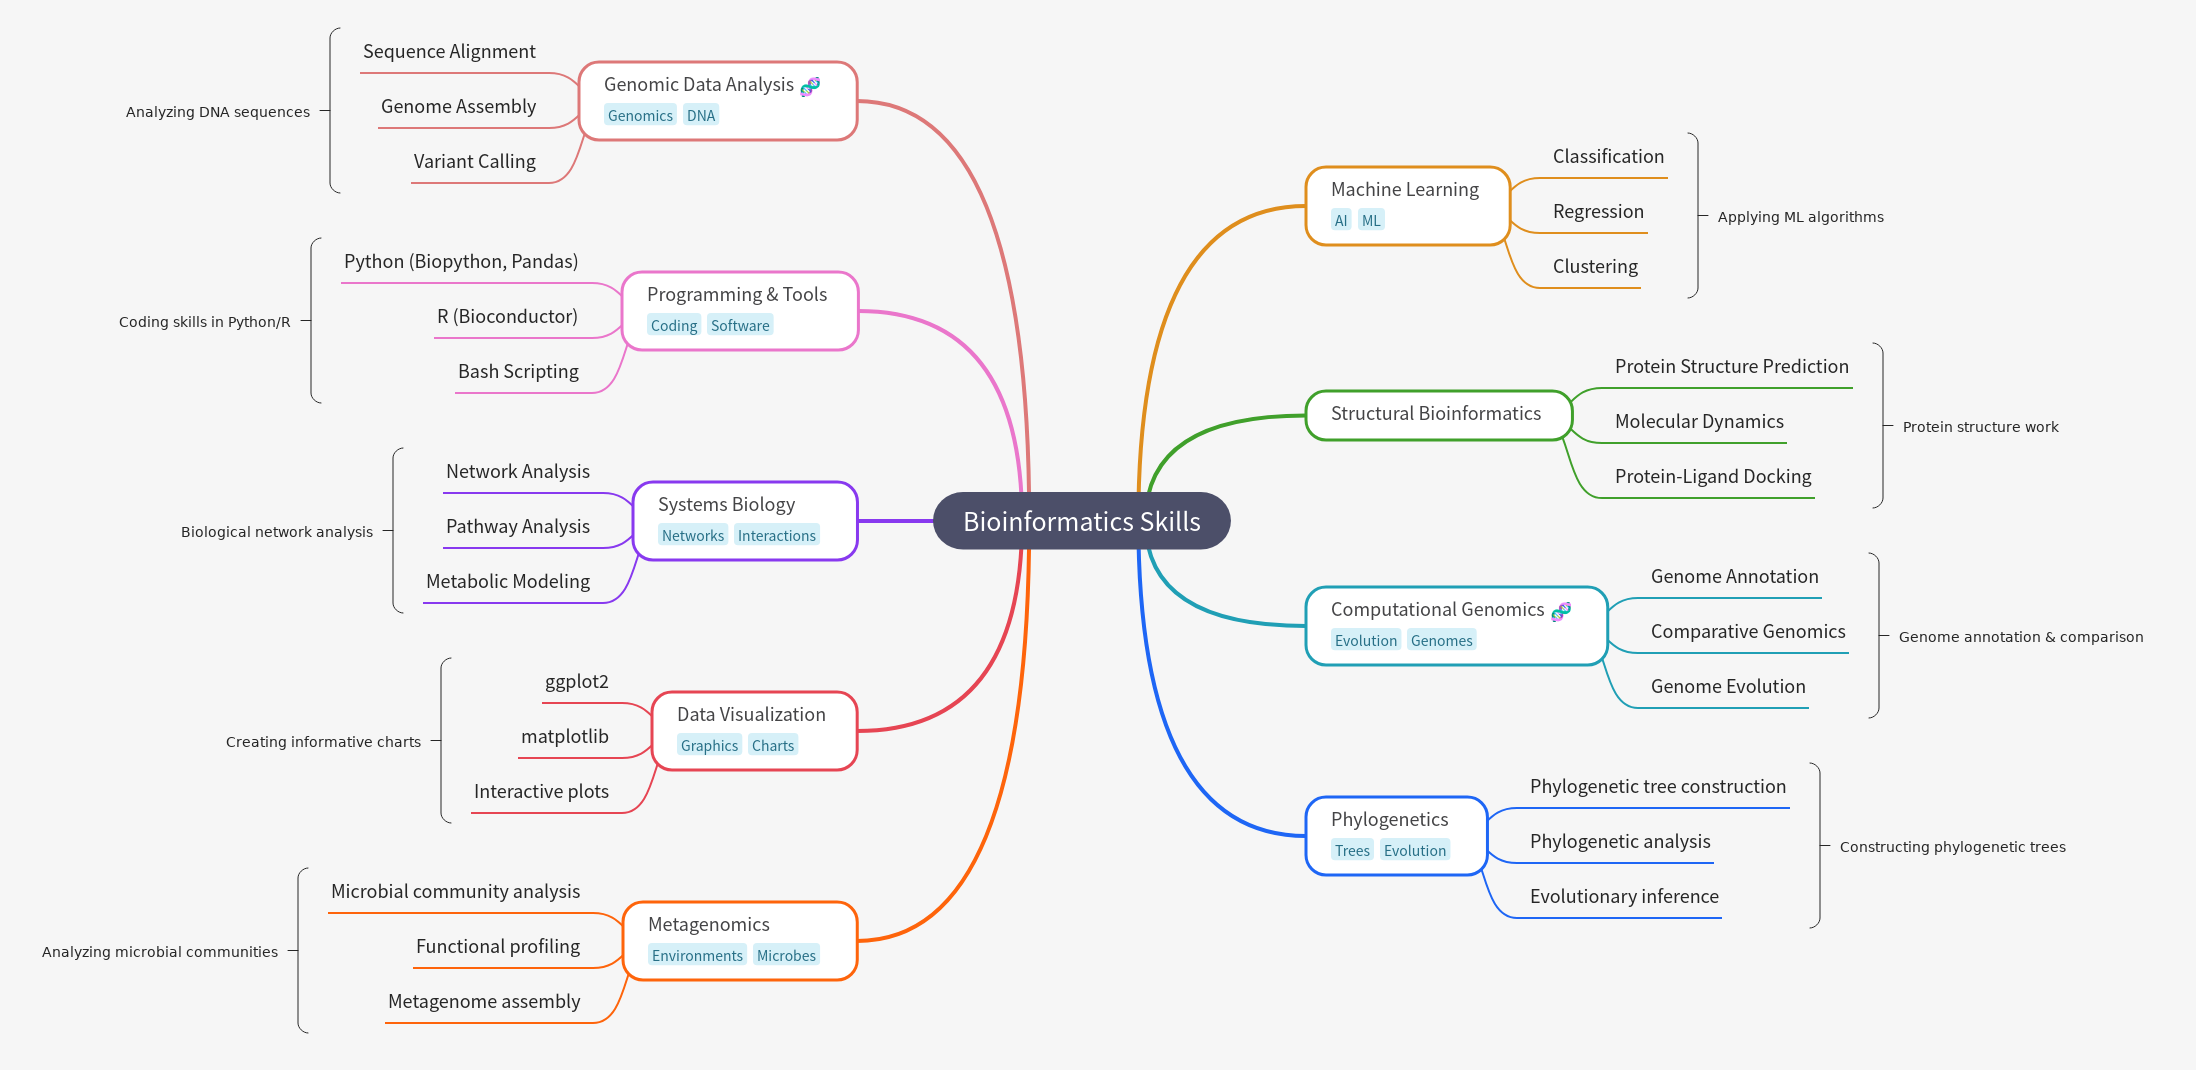 Bioinformatics Skills
Genomic Data Analysis 🧬
Genomics DNA
Sequence Alignment
Genome Assembly
Variant Calling
Analyzing DNA sequences
Programming & Tools
Coding Software
Python (Biopython, Pandas)
R (Bioconductor)
Bash Scripting
Coding skills in Python/R
Systems Biology
Networks Interactions
Network Analysis
Pathway Analysis
Metabolic Modeling
Biological network analysis
Data Visualization
Graphics Charts
ggplot2
matplotlib
Interactive plots
Creating informative charts
Metagenomics
Environments Microbes
Microbial community analysis
Functional profiling
Metagenome assembly
Analyzing microbial communities
Machine Learning
AI ML
Classification
Regression
Clustering
Applying ML algorithms
Structural Bioinformatics
Protein Structure Prediction
Molecular Dynamics
Protein-Ligand Docking
Protein structure work
Computational Genomics 🧬
Evolution Genomes
Genome Annotation
Comparative Genomics
Genome Evolution
Genome annotation & comparison
Phylogenetics
Trees Evolution
Phylogenetic tree construction
Phylogenetic analysis
Evolutionary inference
Constructing phylogenetic trees